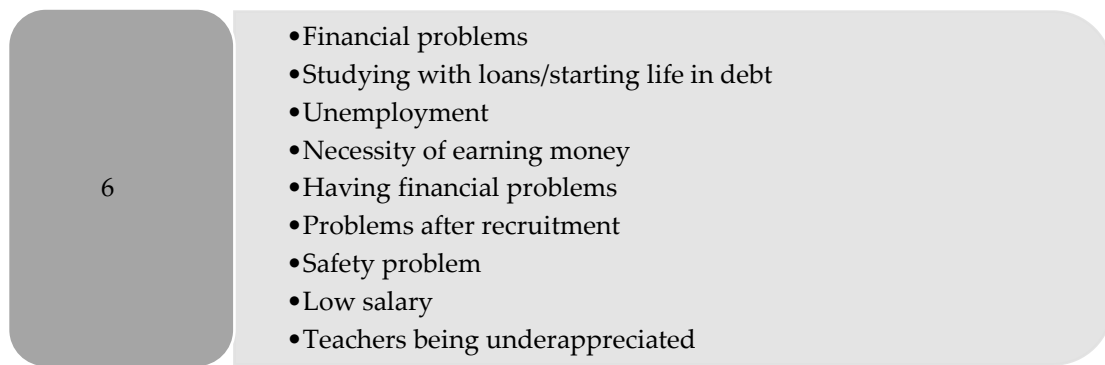 6
•Financial problems
•Studying with loans/starting life in debt
•Unemployment
•Necessity of earning money
•Having financial problems
•Problems after recruitment
•Safety problem
•Low salary
•Teachers being underappreciated